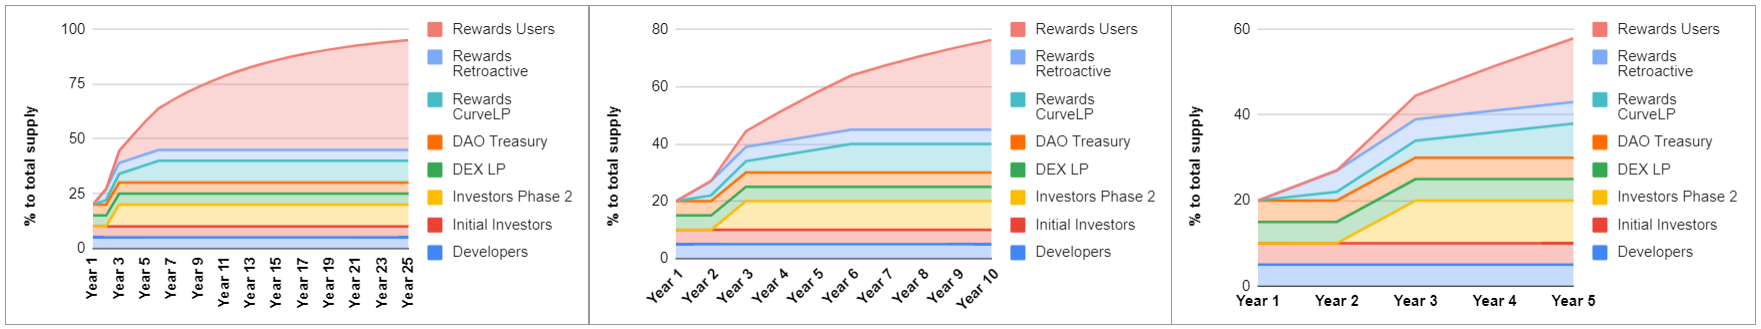 100
75
50
25
0
% to total supply
Year 1
Year 3
Year 5
Year 7
Year 9
Year 11
Year 13
Year 15
Year 17
Year 19
Year 21
Year 23
Year 25
Rewards Users
Rewards
Retroactive
Rewards
CurveLP
DAO Treasury
DEX LP
Investors Phase 2
Initial Investors
Developers
80
60
40
20
0
% to total supply
Year 1
Year 2
Year 3
Year 4
Year 5
Year 6
Year 7
Year 8
Year 9
Year 10
Rewards Users
Rewards
Retroactive
Rewards
CurveLP
DAO Treasury
DEX LP
Investors Phase 2
Initial Investors
Developers
60
40
20
0
% to total supply
Year 1
Year 2
Year 3
Year 4
Year 5
Rewards Users
Rewards
Retroactive
Rewards
CurveLP
DAO Treasury
DEX LP
Investors Phase 2
Initial Investors
Developers